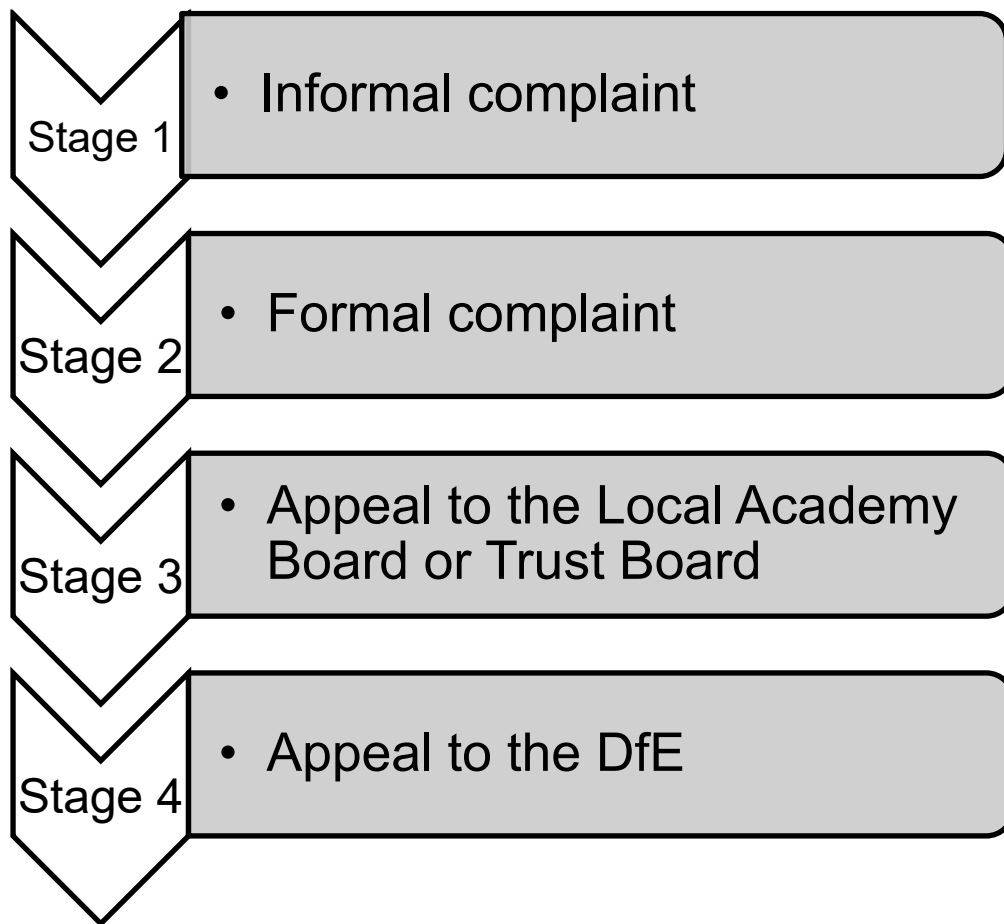 Stage 1
• Informal complaint
Stage 2
• Formal complaint
Stage 3
• Appeal to the Local Academy
Board or Trust Board
Stage 4
• Appeal to the DfE